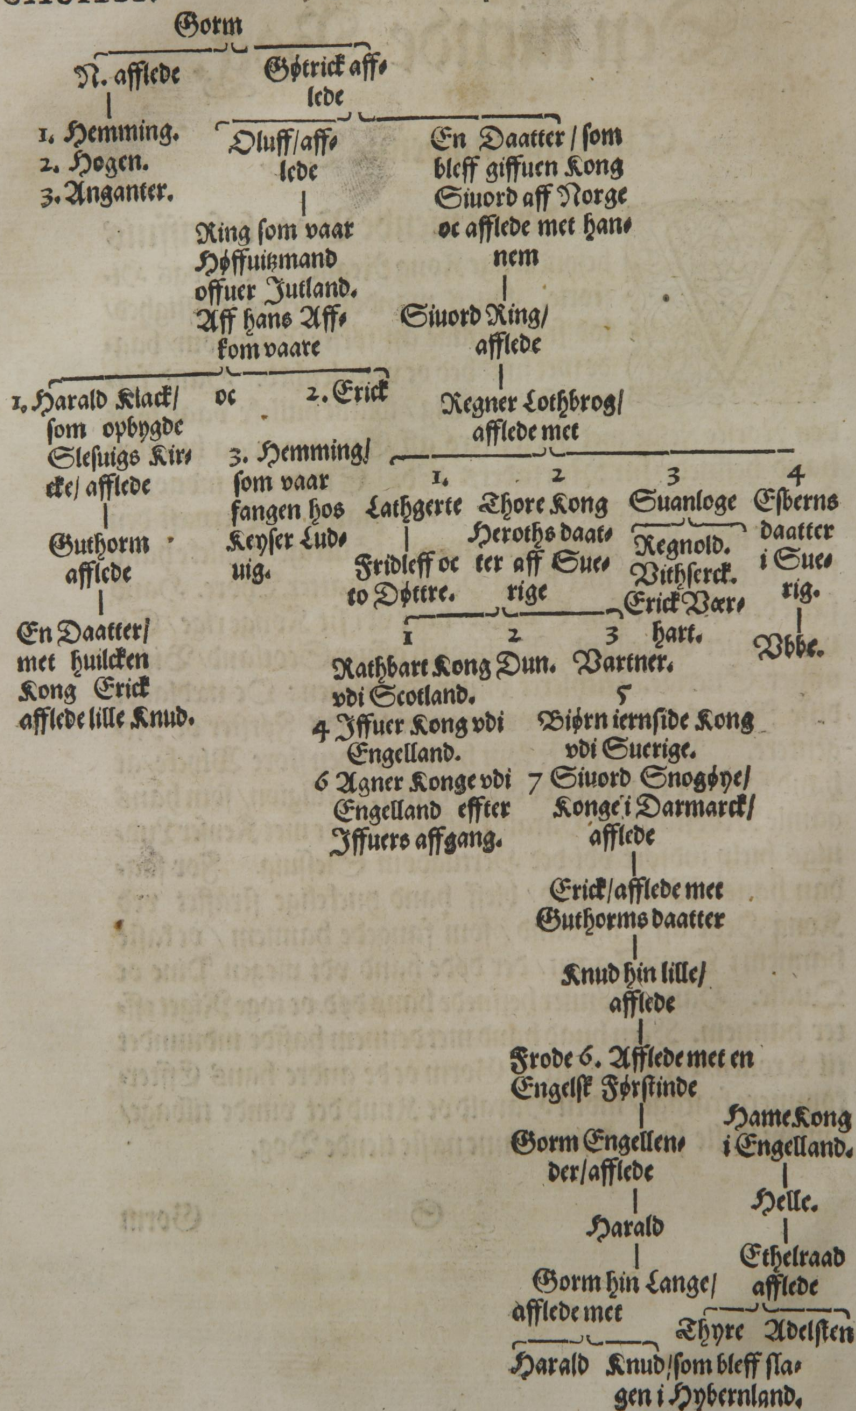 Gorm
N. afflede
Gøtrick aff⸗
lede
1. Hemming.
2. Hogen.
3. Anganter.
Oluff/aff⸗
lede
En Daatter/som
bleff giffuen Kong
Siuord aff Norge
oc afflede met han⸗
nem
Ring som vaar
Høffuitzmand
offuer Jutland.
Aff hans Aff⸗
kom vaare
Siuord Ring/
afflede
1. Harald Klack/ oc 2. Erick
som opbygde
Slesuigs Kir⸗
cke/afflede
Guthorm
afflede
En Daatter/
met huilcken
Kong Erick
afflede lille Knud.
3. Hemming/
som vaar
fangen hos
Keyser Lud⸗
uig.
Regner Lothbrog/
afflede met
1. 2 3 4
Lathgerte
Fridleff oc
to Døttre.
Thore Kong
Heroths daat⸗
ter aff Sue⸗
rige
Suanloge
Regnold.
Vithserck.
Erick Vær⸗
hart.
Esberns
daatter
i Sue⸗
rig.
Vbbe.
1 2 3
Rathbart Kong Dun. Vartner.
vdi Scotland.
4 Iffuer Kong vdi
Engelland.
5
Biørn iernside Kong
vdi Suerige.
6 Agner Konge vdi
Engelland effter
Iffuers affgang.
7 Siuord Snogøye/
Konge i Darmarck/
afflede
Erick/afflede met
Guthorms daatter
Knud hin lille/
afflede
Frode 6. Afflede met en
Engelsk Førstinde
Gorm Engellen⸗
der/afflede
Harald
Gorm hin Lange/
afflede met
Hame Kong
i Engelland.
Helle.
Ethelraad
afflede
Thyre Adelsten
Harald Knud/som bleff sla⸗
gen i Hybernland.